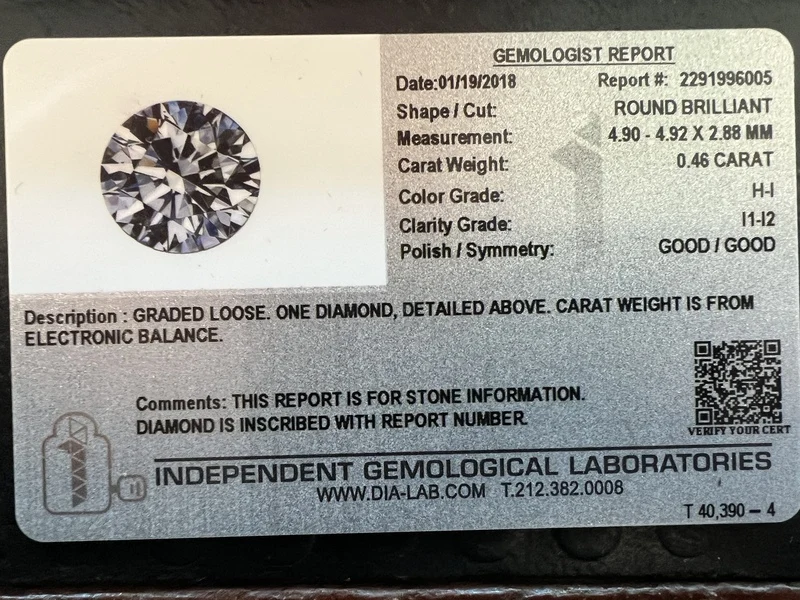 GEMOLOGIST REPORT
Date:01/19/2018 Report #: 2291996005
Shape / Cut: ROUND BRILLIANT
Measurement: 4.90 - 4.92 X 2.88 MM
Carat Weight: 0.46 CARAT
Color Grade: H-I
Clarity Grade: I1-I2
Polish / Symmetry: GOOD / GOOD
Description : GRADED LOOSE. ONE DIAMOND, DETAILED ABOVE. CARAT WEIGHT IS FROM
ELECTRONIC BALANCE.
Comments: THIS REPORT IS FOR STONE INFORMATION.
DIAMOND IS INSCRIBED WITH REPORT NUMBER.
VERIFY YOUR CERT
INDEPENDENT GEMOLOGICAL LABORATORIES
WWW.DIA-LAB.COM T.212.382.0008
T 40,390 – 4